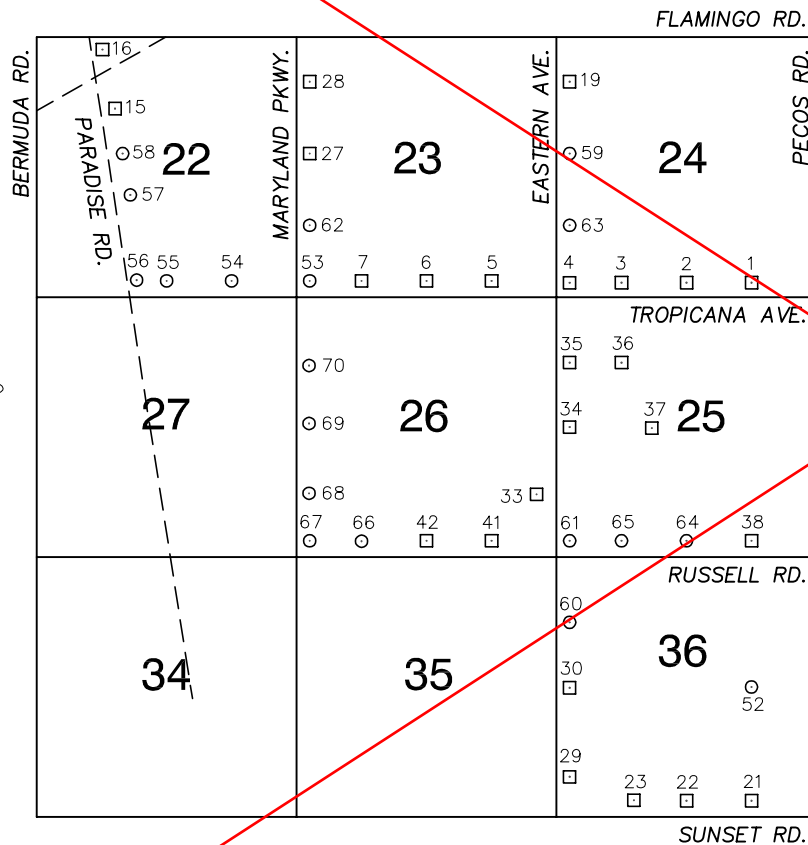 FLAMINGO RD.
BERMUDA RD.
MARYLAND PKWY.
EASTERN AVE.
PECOS RD.
PARADISE RD.
16
15
58
57
22
56 55 54
28
27
62
23
53 7 6 5
19
59
63
24
4 3 2 1
TROPICANA AVE.
27
70
69
68
26
33
67 66 42 41
35 36
34
37
25
61 65 64 38
RUSSELL RD.
34
35
60
30
36
52
29
23 22 21
SUNSET RD.